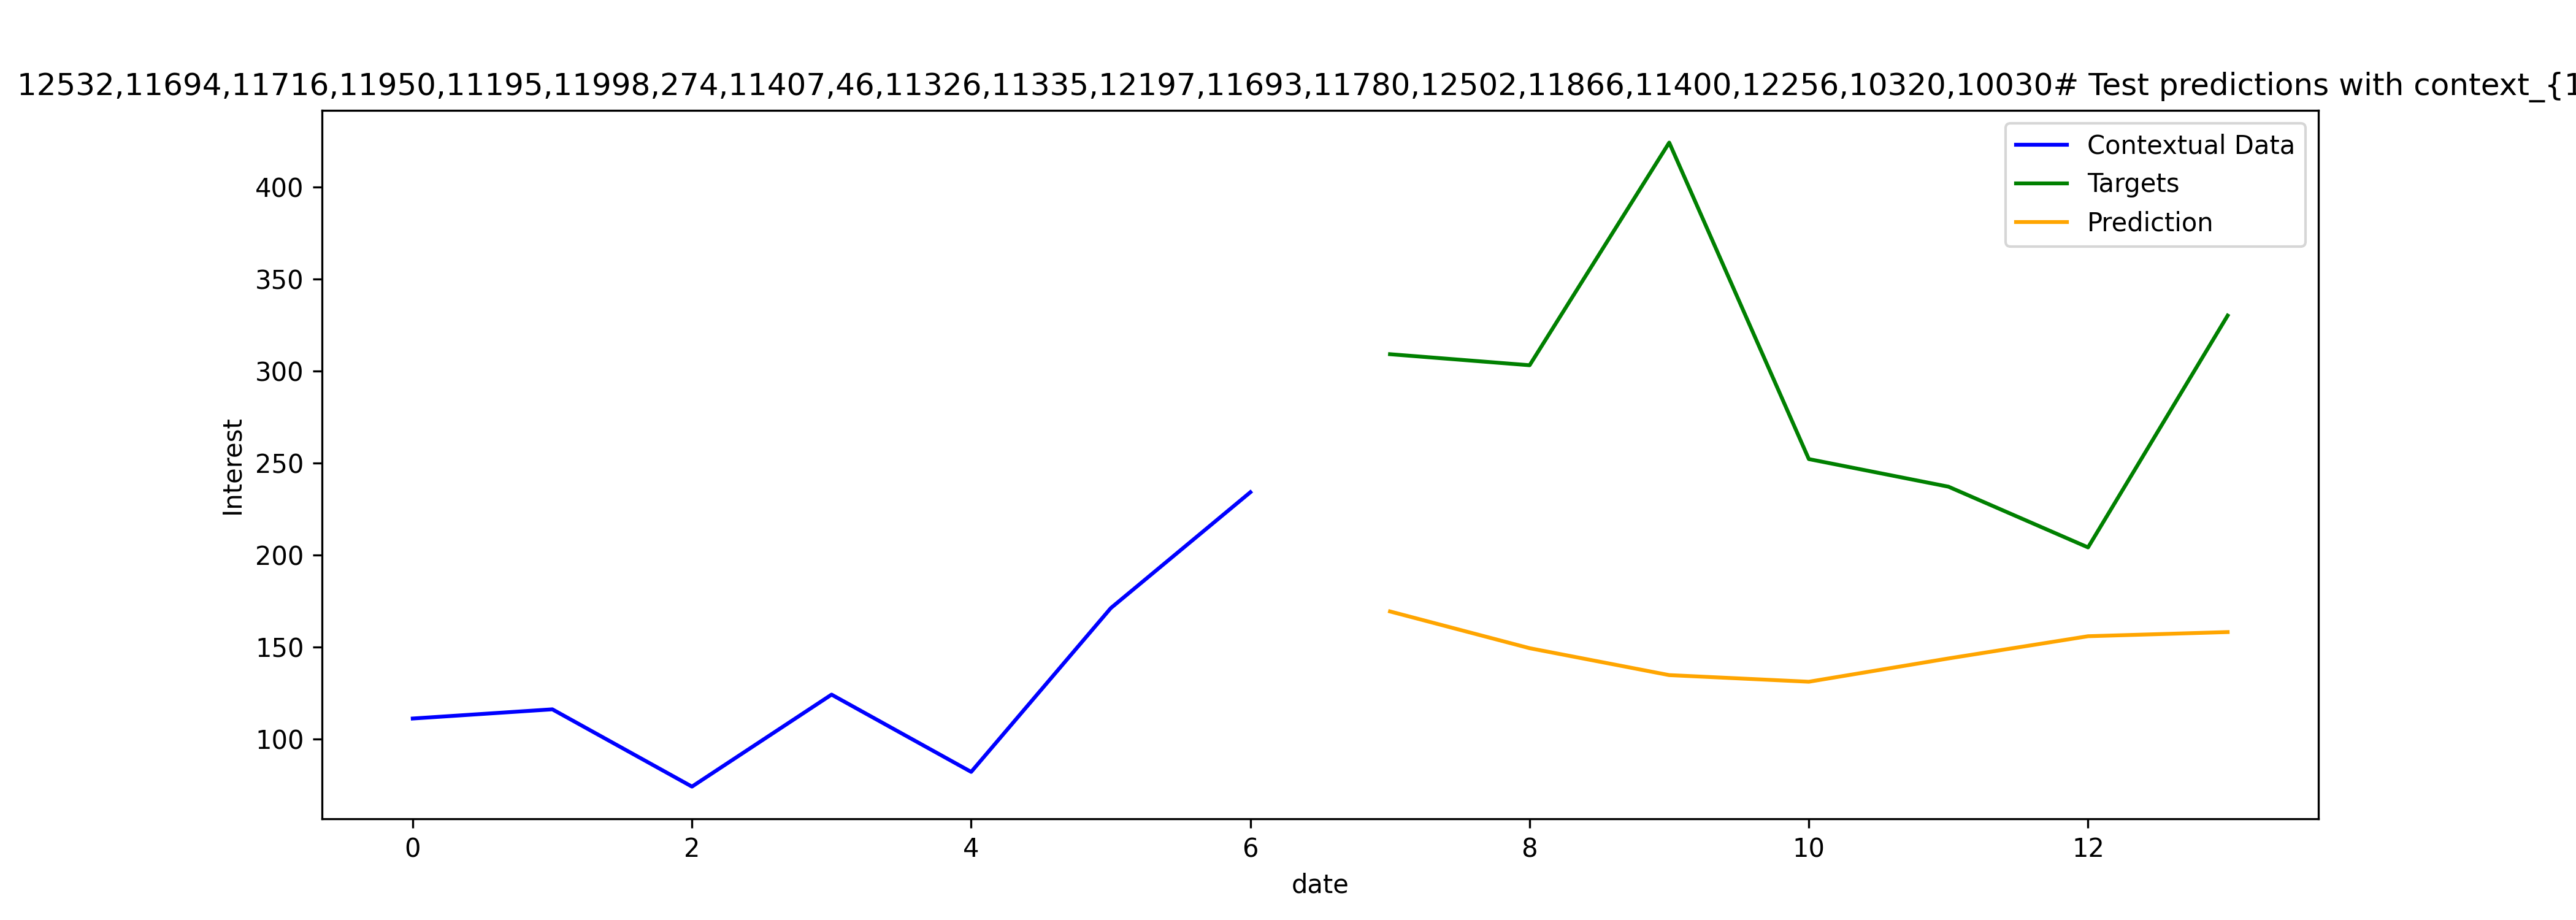 12532,11694,11716,11950,11195,11998,274,11407,46,11326,11335,12197,11693,11780,12502,11866,11400,12256,10320,10030# Test predictions with context_{1
Contextual Data
Targets
Prediction
400
350
300
250
200
150
100
Interest
0 2 4 6 8 10 12
date